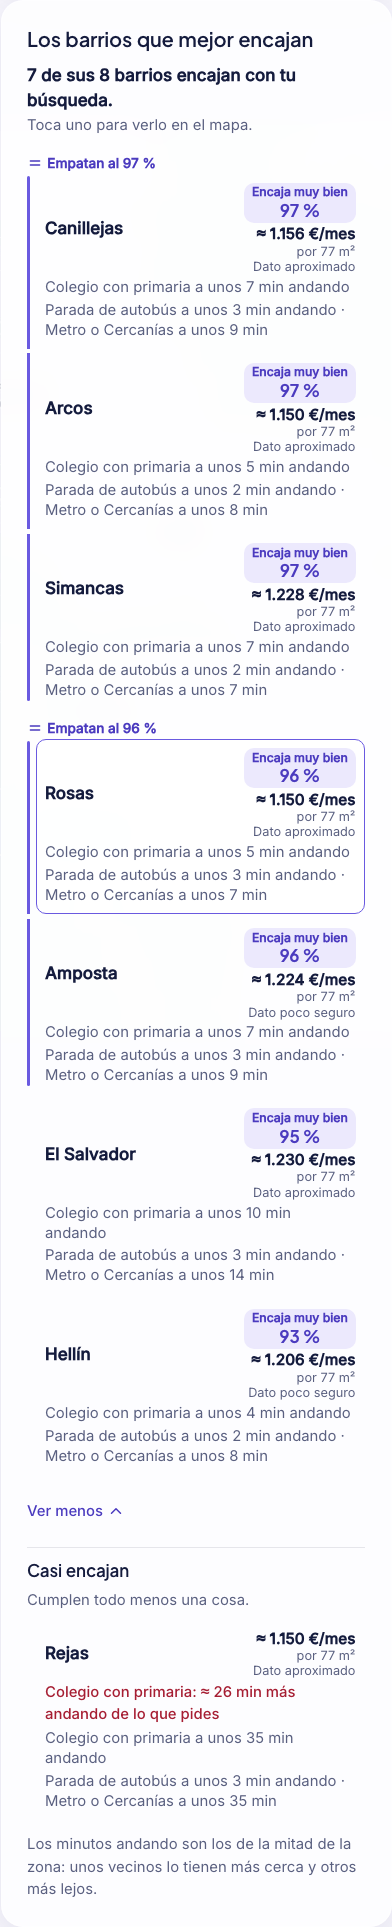 Los barrios que mejor encajan
7 de sus 8 barrios encajan con tu
búsqueda.
Toca uno para verlo en el mapa.
= Empatan al 97 %
Canillejas
Encaja muy bien
97 %
≈ 1.156 €/mes
por 77 m²
Dato aproximado
Colegio con primaria a unos 7 min andando
Parada de autobús a unos 3 min andando ·
Metro o Cercanías a unos 9 min
Arcos
Encaja muy bien
97 %
≈ 1.150 €/mes
por 77 m²
Dato aproximado
Colegio con primaria a unos 5 min andando
Parada de autobús a unos 2 min andando ·
Metro o Cercanías a unos 8 min
Simancas
Encaja muy bien
97 %
≈ 1.228 €/mes
por 77 m²
Dato aproximado
Colegio con primaria a unos 7 min andando
Parada de autobús a unos 2 min andando ·
Metro o Cercanías a unos 7 min
= Empatan al 96 %
Rosas
Encaja muy bien
96 %
≈ 1.150 €/mes
por 77 m²
Dato aproximado
Colegio con primaria a unos 5 min andando
Parada de autobús a unos 3 min andando ·
Metro o Cercanías a unos 7 min
Amposta
Encaja muy bien
96 %
≈ 1.224 €/mes
por 77 m²
Dato poco seguro
Colegio con primaria a unos 7 min andando
Parada de autobús a unos 3 min andando ·
Metro o Cercanías a unos 9 min
El Salvador
Encaja muy bien
95 %
≈ 1.230 €/mes
por 77 m²
Dato aproximado
Colegio con primaria a unos 10 min
andando
Parada de autobús a unos 3 min andando ·
Metro o Cercanías a unos 14 min
Hellín
Encaja muy bien
93 %
≈ 1.206 €/mes
por 77 m²
Dato poco seguro
Colegio con primaria a unos 4 min andando
Parada de autobús a unos 2 min andando ·
Metro o Cercanías a unos 8 min
Ver menos
Casi encajan
Cumplen todo menos una cosa.
Rejas
≈ 1.150 €/mes
por 77 m²
Dato aproximado
Colegio con primaria: ≈ 26 min más
andando de lo que pides
Colegio con primaria a unos 35 min
andando
Parada de autobús a unos 3 min andando ·
Metro o Cercanías a unos 35 min
Los minutos andando son los de la mitad de la
zona: unos vecinos lo tienen más cerca y otros
más lejos.